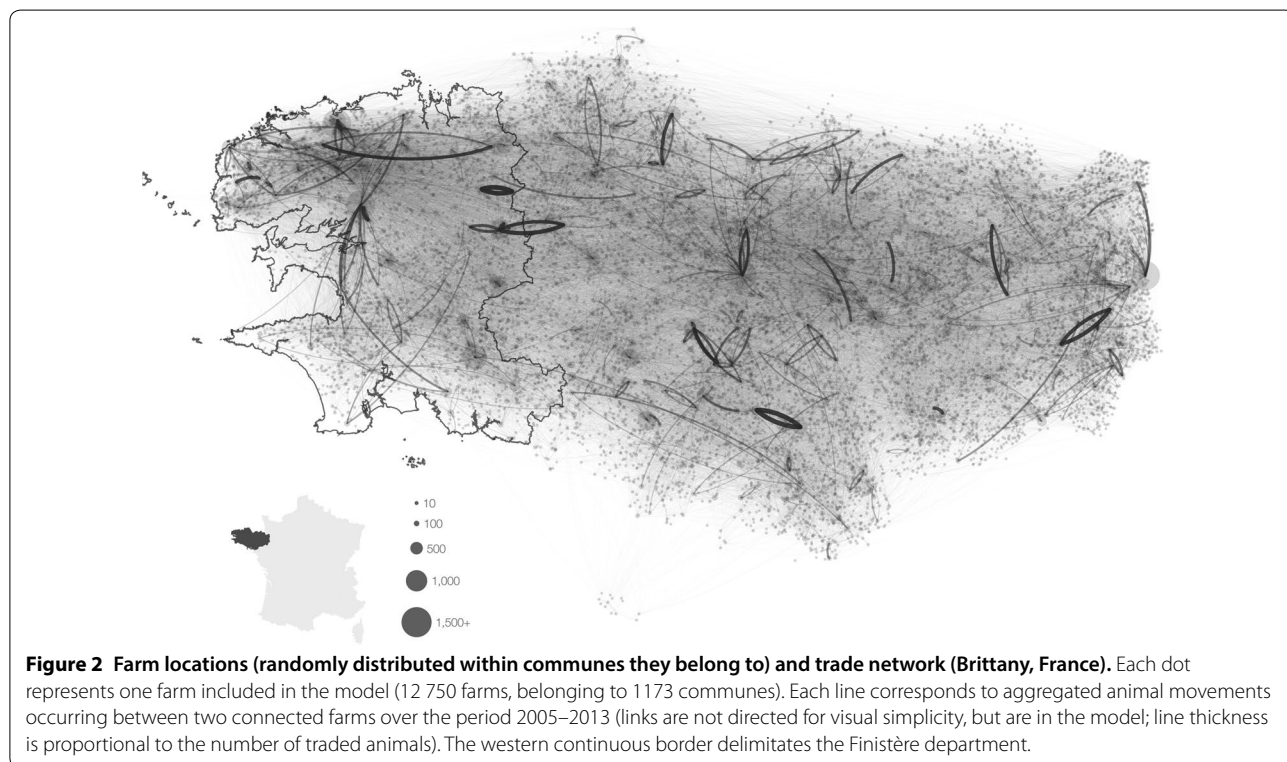 10
100
500
1,000
1,500+
Figure 2 Farm locations (randomly distributed within communes they belong to) and trade network (Brittany, France). Each dot
represents one farm included in the model (12 750 farms, belonging to 1173 communes). Each line corresponds to aggregated animal movements
occurring between two connected farms over the period 2005–2013 (links are not directed for visual simplicity, but are in the model; line thickness
is proportional to the number of traded animals). The western continuous border delimitates the Finistère department.